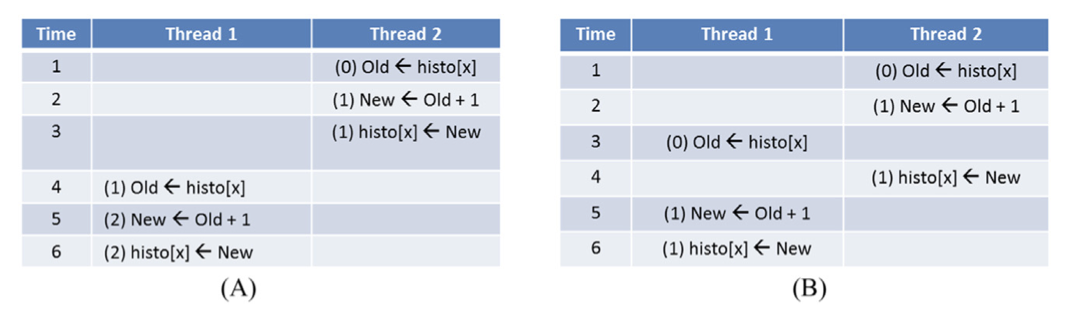 Time Thread 1 Thread 2
1 (0) Old ← histo[x]
2 (1) New ← Old + 1
3 (1) histo[x] ← New
4 (1) Old ← histo[x]
5 (2) New ← Old + 1
6 (2) histo[x] ← New
(A)
Time Thread 1 Thread 2
1 (0) Old ← histo[x]
2 (1) New ← Old + 1
3 (0) Old ← histo[x]
4 (1) histo[x] ← New
5 (1) New ← Old + 1
6 (1) histo[x] ← New
(B)